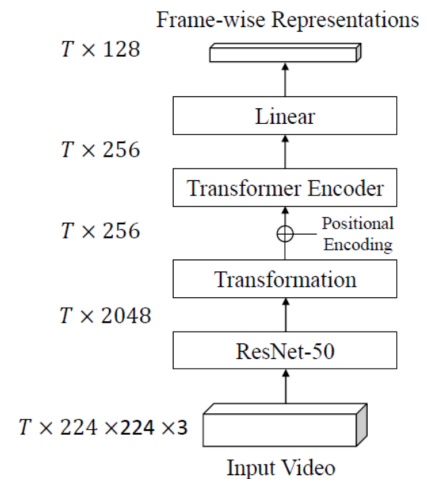 Frame-wise Representations
T × 128
Linear
T × 256
Transformer Encoder
T × 256
Positional
Encoding
Transformation
T × 2048
ResNet-50
T × 224 ×224 ×3
Input Video